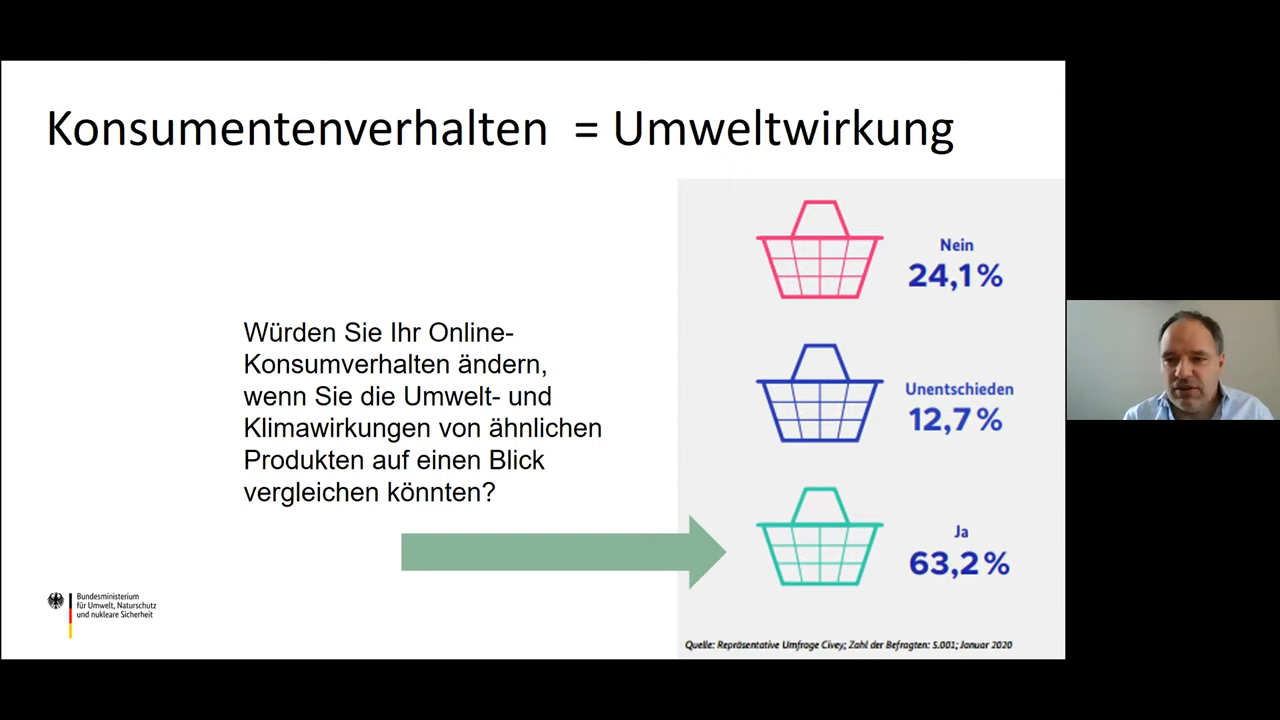 Konsumentenverhalten = Umweltwirkung
Würden Sie Ihr Online-
Konsumverhalten ändern,
wenn Sie die Umwelt- und
Klimawirkungen von ähnlichen
Produkten auf einen Blick
vergleichen könnten?
Nein
24,1 %
Unentschieden
12,7 %
Ja
63,2 %
Quelle: Repräsentative Umfrage Civey; Zahl der Befragten: 5.001; Januar 2020
Bundesministerium
für Umwelt, Naturschutz
und nukleare Sicherheit